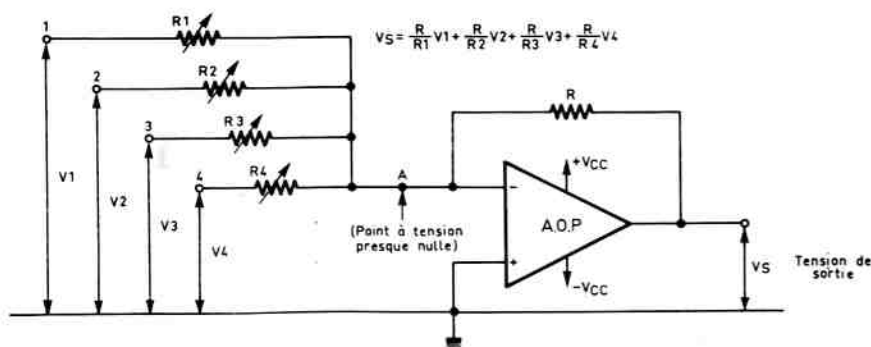 1
R1
VS = R/R1 V1 + R/R2 V2 + R/R3 V3 + R/R4 V4
2
R2
R
3
R3
4
R4
A
-
+VCC
V1
V2
V3
V4
(Point à tension
presque nulle)
A.O.P
+
-VCC
VS
Tension de
sortie